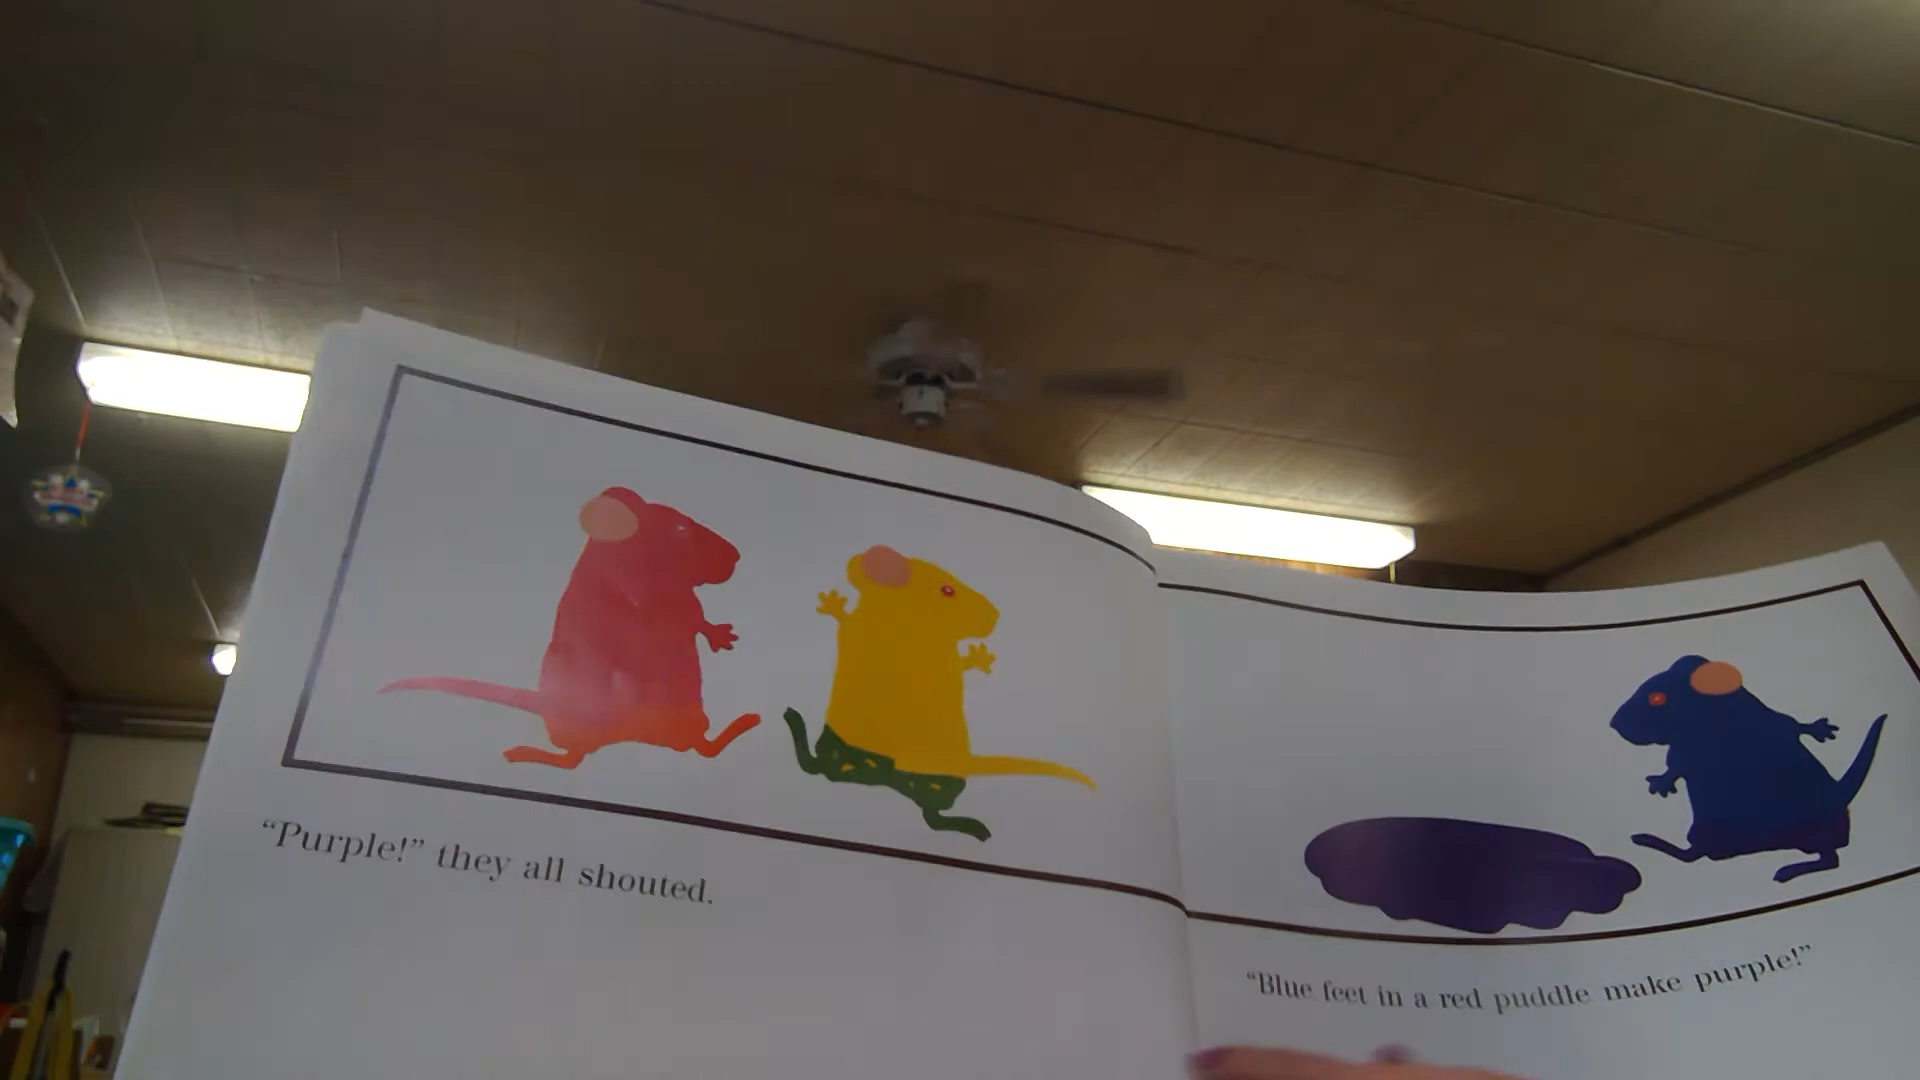 “Purple!” they all shouted.
“Blue feet in a red puddle make purple!”